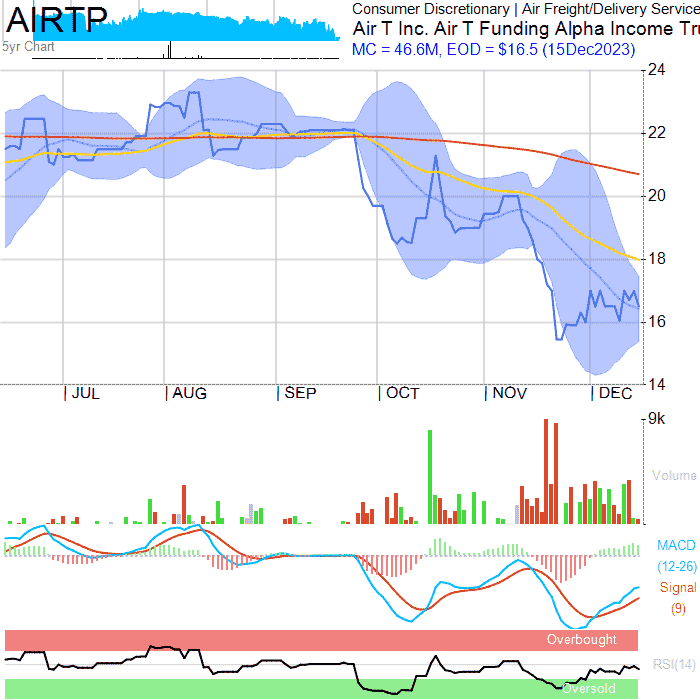 AIRTP
5yr Chart
Consumer Discretionary | Air Freight/Delivery Service
Air T Inc. Air T Funding Alpha Income Tru
MC = 46.6M, EOD = $16.5 (15Dec2023)
24
22
20
18
16
14
| JUL | AUG | SEP | OCT | NOV | DEC
9k
Volume
MACD
(12-26)
Signal
(9)
Overbought
RSI(14)
Oversold